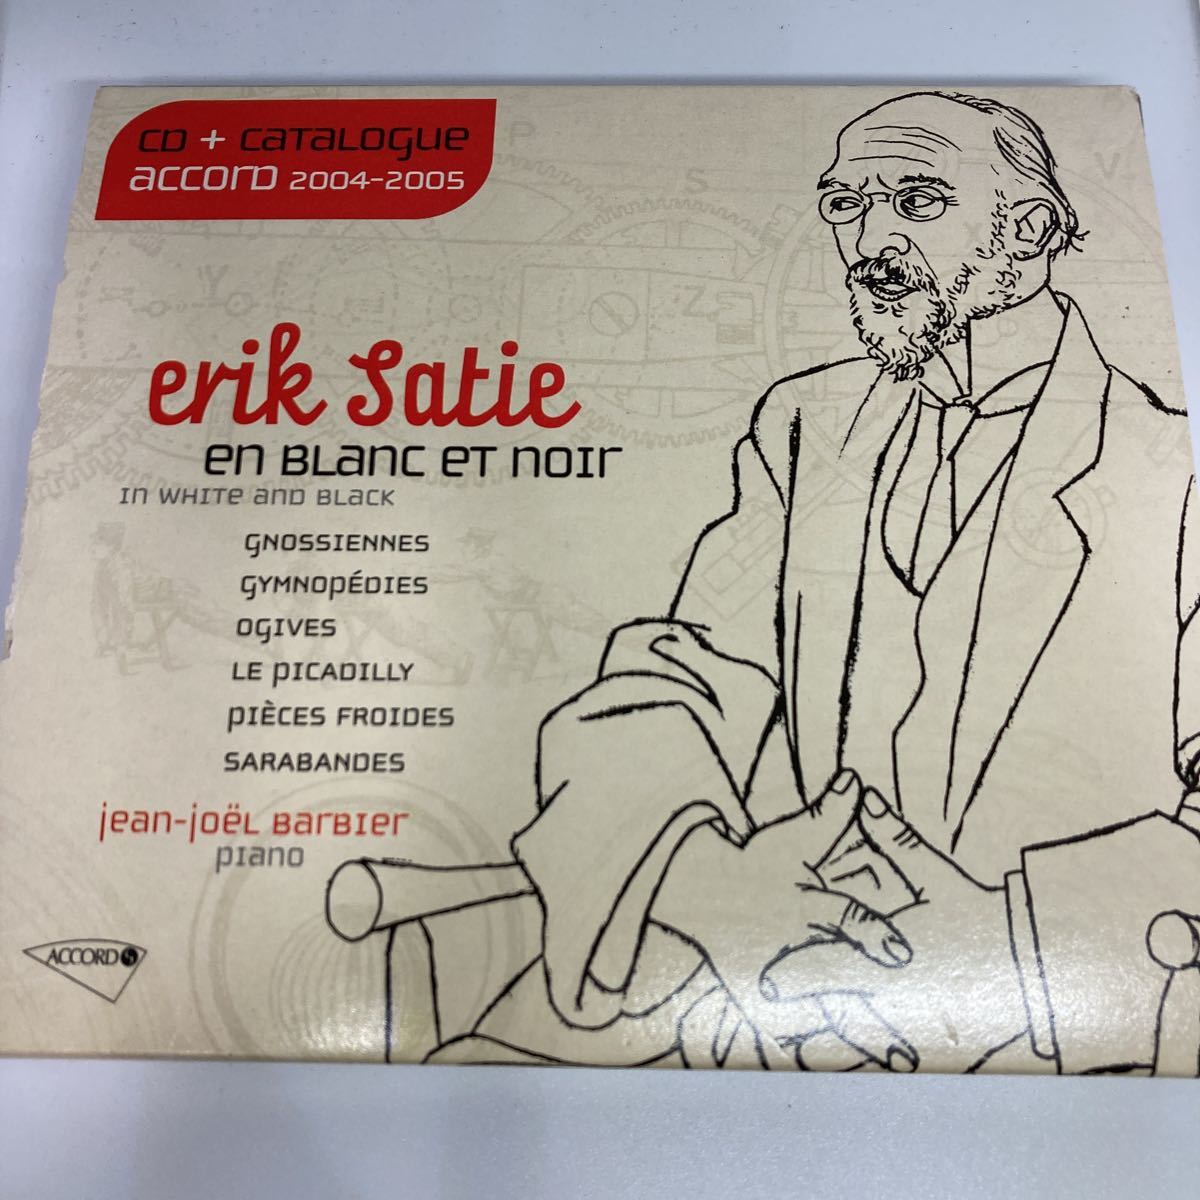 CD + CATALOGUE
ACCORD 2004-2005
P
S
V
Y
Z
erik Satie
en BLanc et noir
IN WHITE AND BLACK
GNOSSIENNES
GYMNOPÉDIES
OGIVES
LE PICADILLY
PIÈCES FROIDES
SARABANDES
jean-joël BARBIER
PIANO
ACCORD